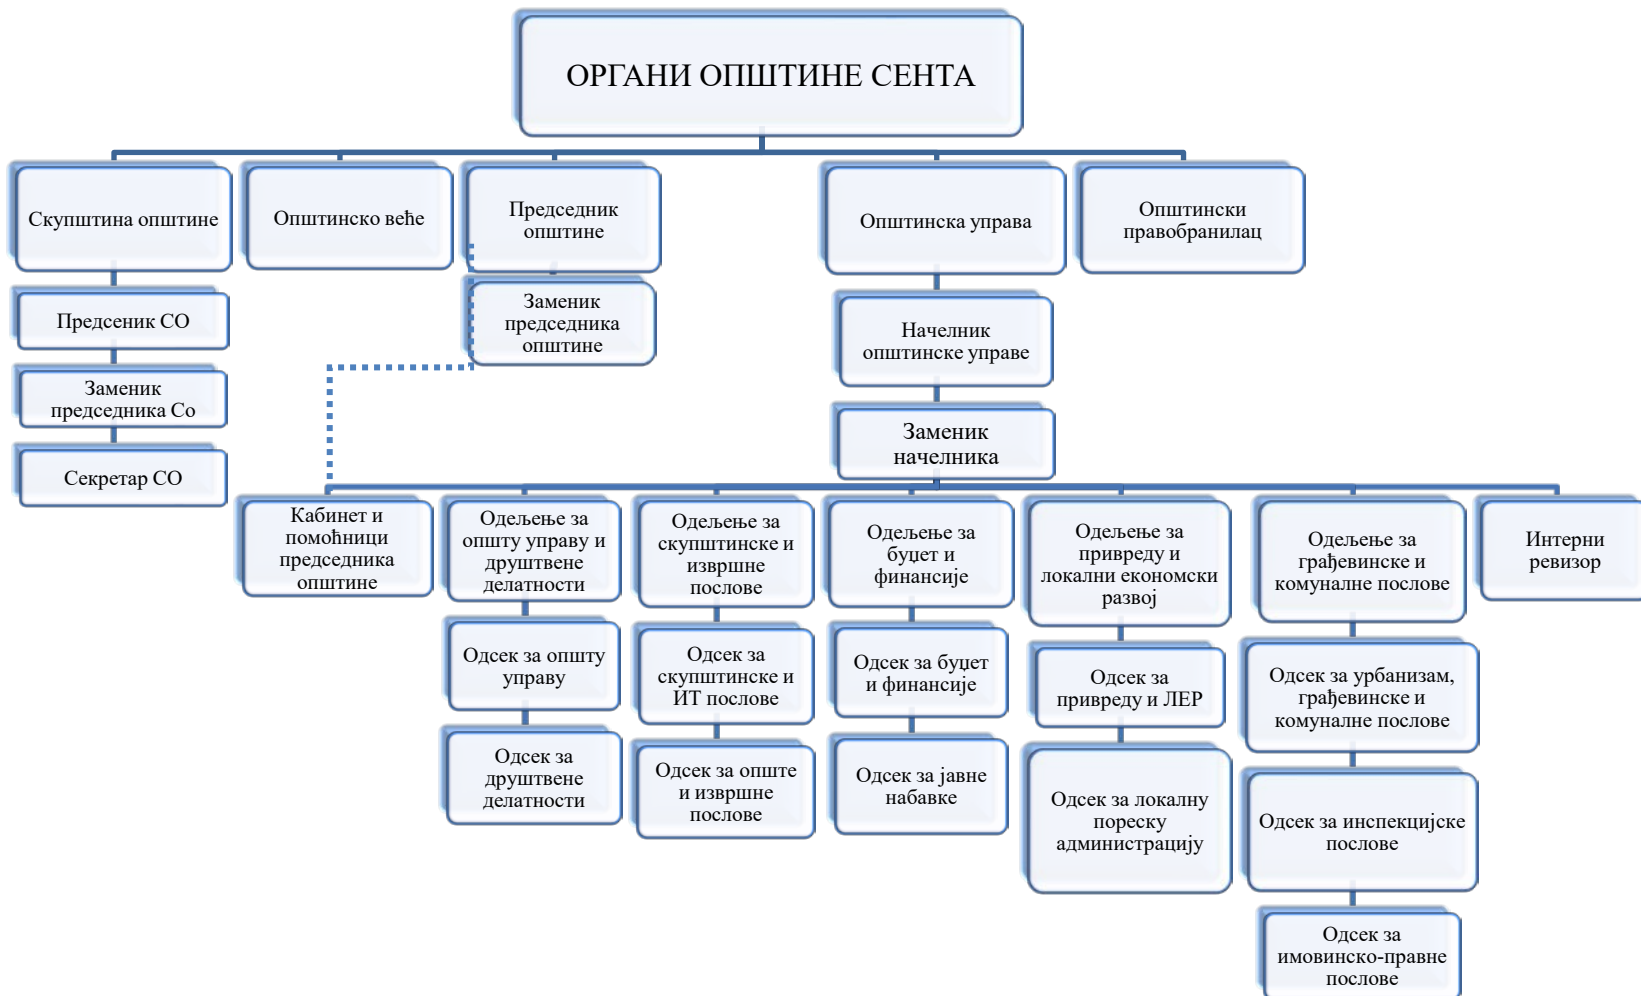 ОРГАНИ ОПШТИНЕ СЕНТА
Скупштина општине
Општинско веће
Председник
општине
Општинска управа
Општински
правобранилац
Предсеник СО
Заменик
председника
општине
Начелник
општинске управе
Заменик
председника Со
Заменик
начелника
Секретар СО
Кабинет и
помоћници
председника
општине
Одељење за
општу управу и
друштвене
делатности
Одељење за
скупштинске и
извршне
послове
Одељење за
буџет и
финансије
Одељење за
привреду и
локални економски
развој
Одељење за
грађевинске и
комуналне послове
Интерни
ревизор
Одсек за општу
управу
Одсек за
скупштинске и
ИТ послове
Одсек за буџет
и финансије
Одсек за
привреду и ЛЕР
Одсек за урбанизам,
грађевинске и
комуналне послове
Одсек за
друштвене
делатности
Одсек за опште
и извршне
послове
Одсек за јавне
набавке
Одсек за локалну
пореску
администрацију
Одсек за инспекцијске
послове
Одсек за
имовинско-правне
послове